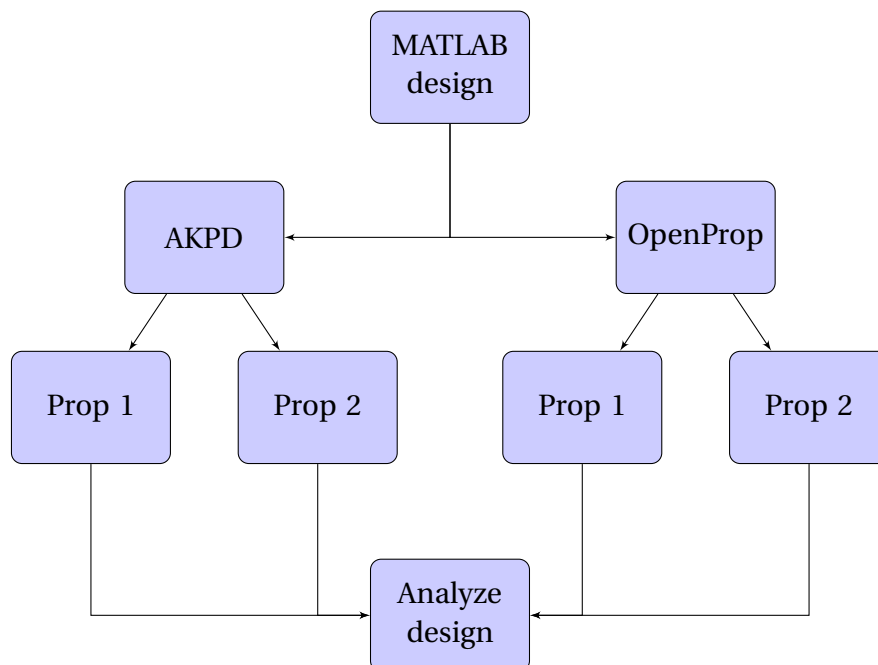 MATLAB
design
AKPD
OpenProp
Prop 1
Prop 2
Prop 1
Prop 2
Analyze
design